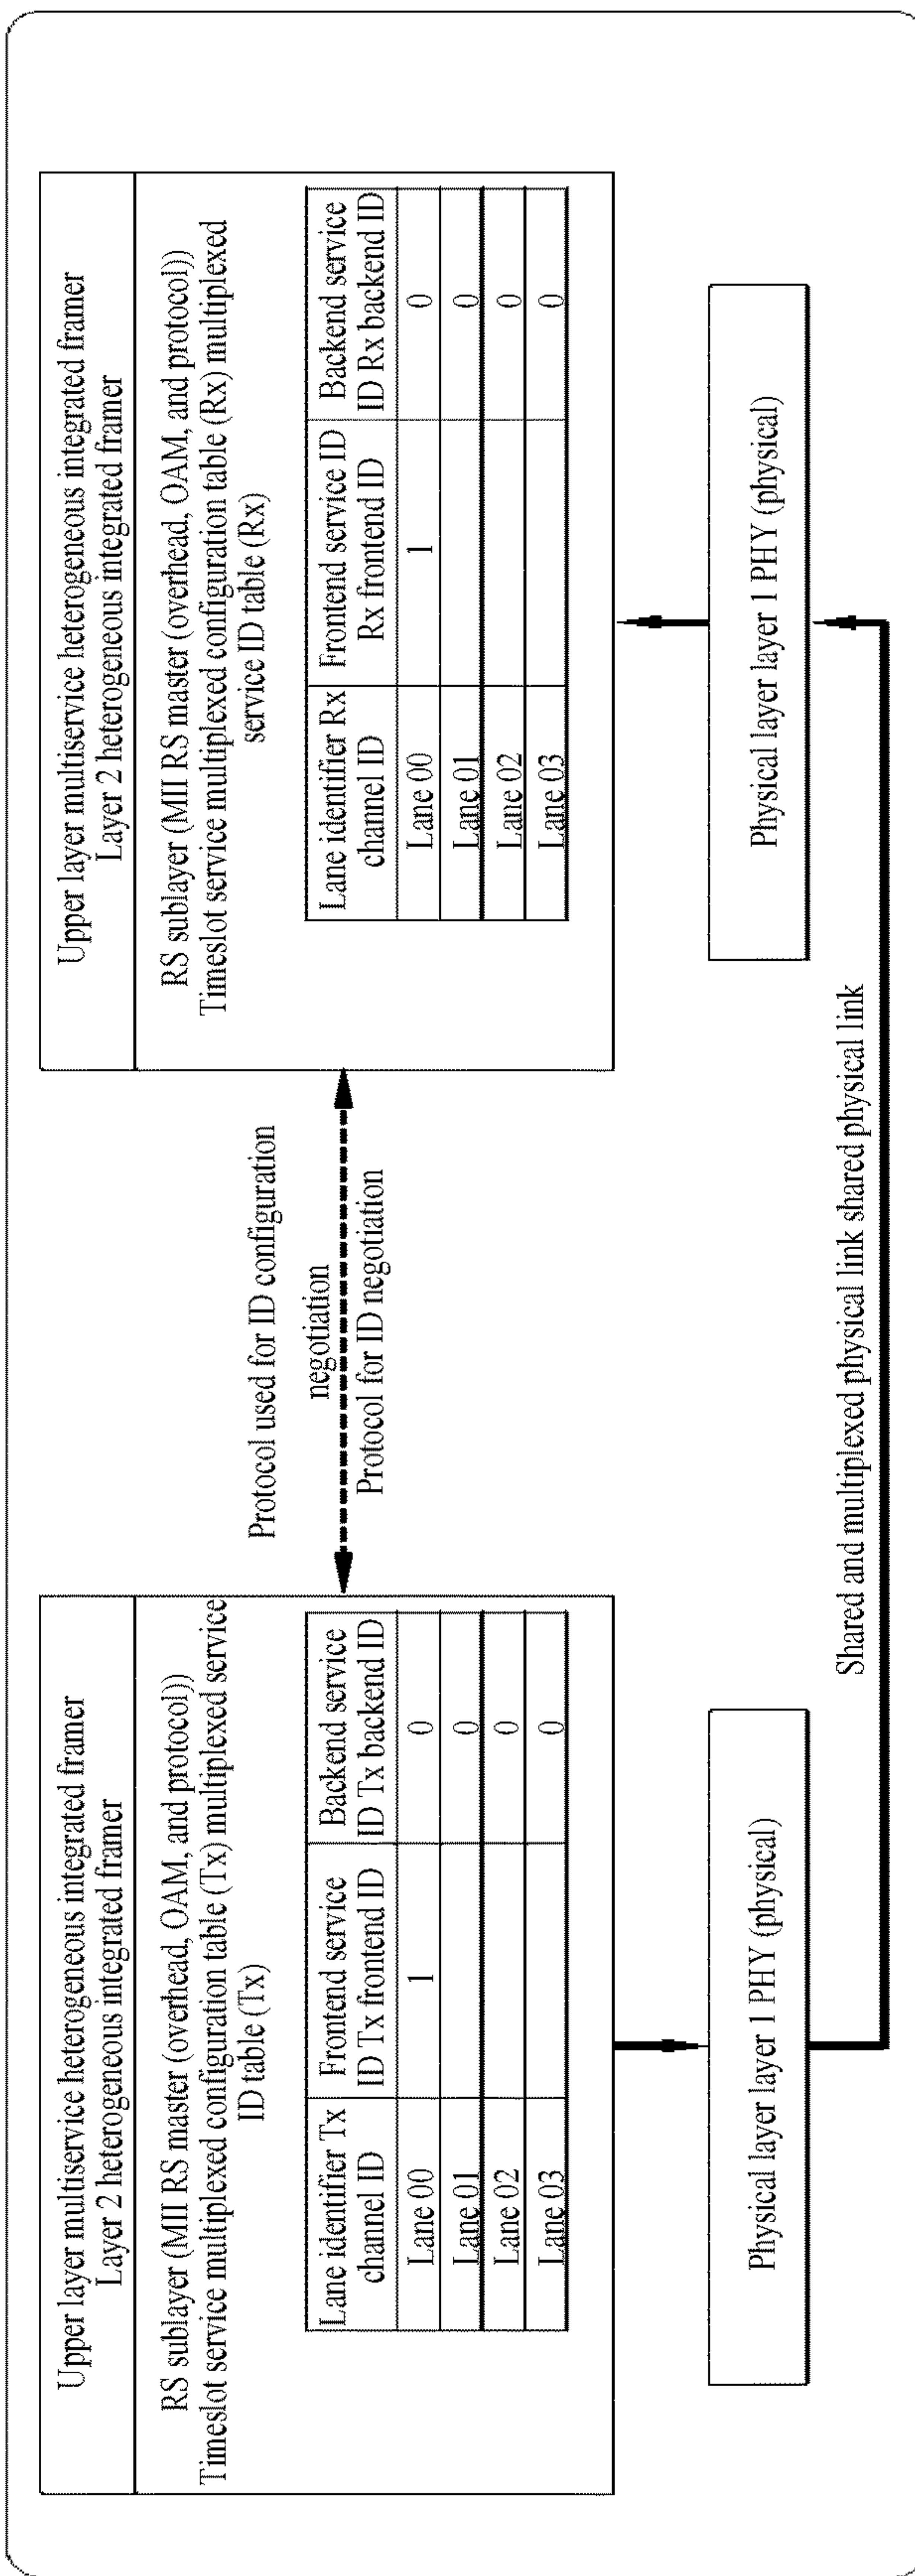 Upper layer multiservice heterogeneous integrated framer
Layer 2 heterogeneous integrated framer
RS sublayer (MII RS master (overhead, OAM, and protocol))
Timeslot service multiplexed configuration table (Tx) multiplexed service
ID table (Tx)
Lane identifier Tx
channel ID
Frontend service
ID Tx frontend ID
Backend service
ID Tx backend ID
Lane 00 1 0
Lane 01 0
Lane 02 0
Lane 03 0
Physical layer layer 1 PHY (physical)
Protocol used for ID configuration
negotiation
Protocol for ID negotiation
Upper layer multiservice heterogeneous integrated framer
Layer 2 heterogeneous integrated framer
RS sublayer (MII RS master (overhead, OAM, and protocol))
Timeslot service multiplexed configuration table (Rx) multiplexed
service ID table (Rx)
Lane identifier Rx
channel ID
Frontend service ID
Rx frontend ID
Backend service
ID Rx backend ID
Lane 00 1 0
Lane 01 0
Lane 02 0
Lane 03 0
Physical layer layer 1 PHY (physical)
Shared and multiplexed physical link shared physical link